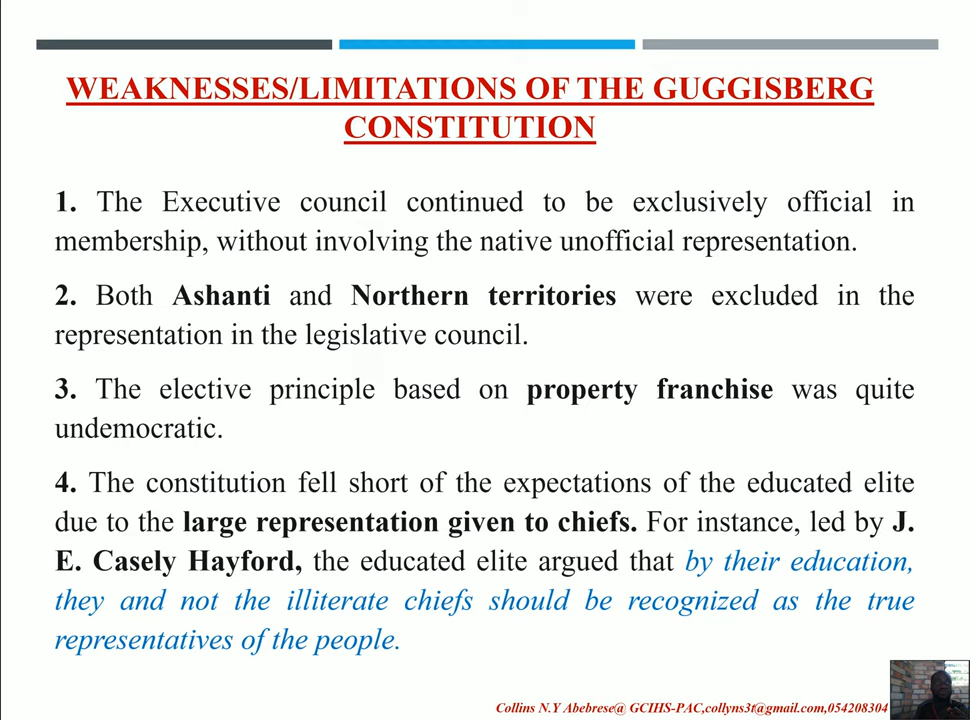 WEAKNESSES/LIMITATIONS OF THE GUGGISBERG
CONSTITUTION
1. The Executive council continued to be exclusively official in
membership, without involving the native unofficial representation.
2. Both Ashanti and Northern territories were excluded in the
representation in the legislative council.
3. The elective principle based on property franchise was quite
undemocratic.
4. The constitution fell short of the expectations of the educated elite
due to the large representation given to chiefs. For instance, led by J.
E. Casely Hayford, the educated elite argued that by their education,
they and not the illiterate chiefs should be recognized as the true
representatives of the people.
Collins N.Y Abebrese@ GCIHS-PAC,collyns3t@gmail.com,054208304